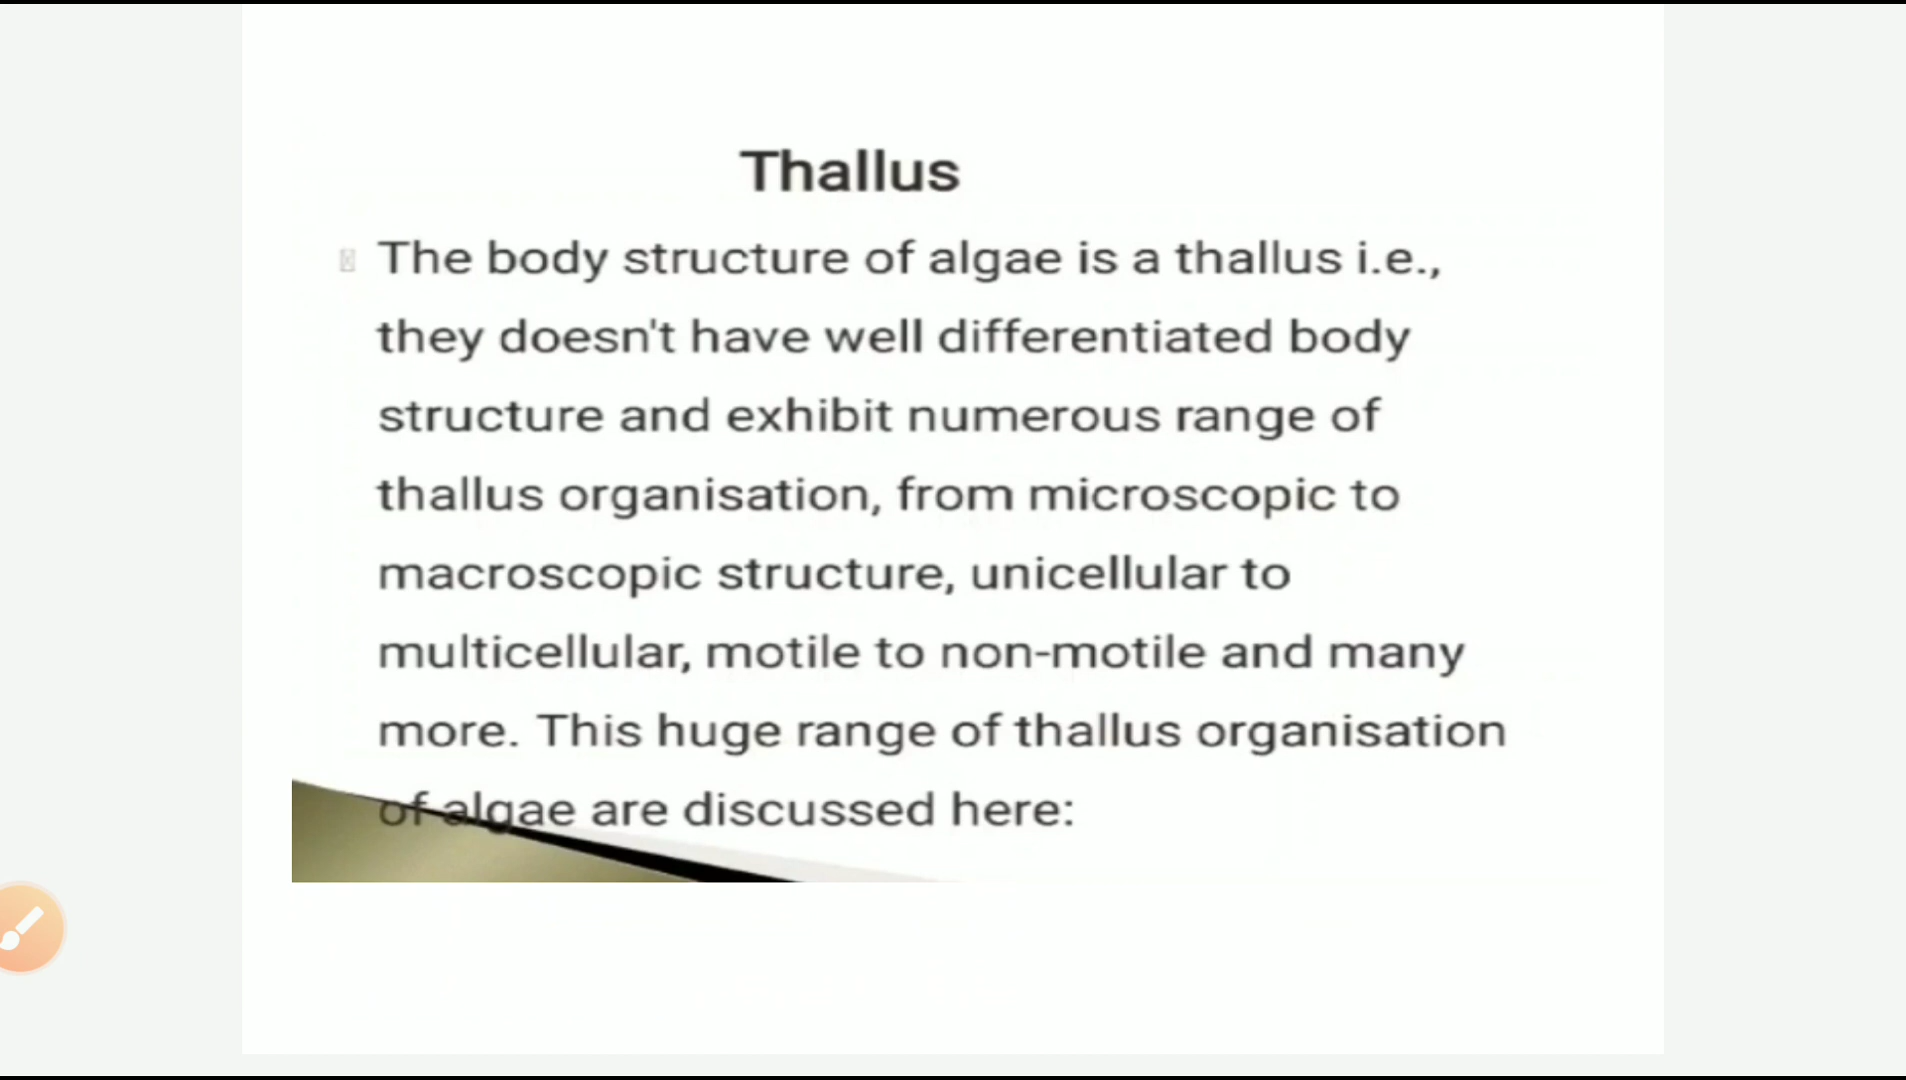 Thallus
The body structure of algae is a thallus i.e.,
they doesn't have well differentiated body
structure and exhibit numerous range of
thallus organisation, from microscopic to
macroscopic structure, unicellular to
multicellular, motile to non-motile and many
more. This huge range of thallus organisation
of algae are discussed here: